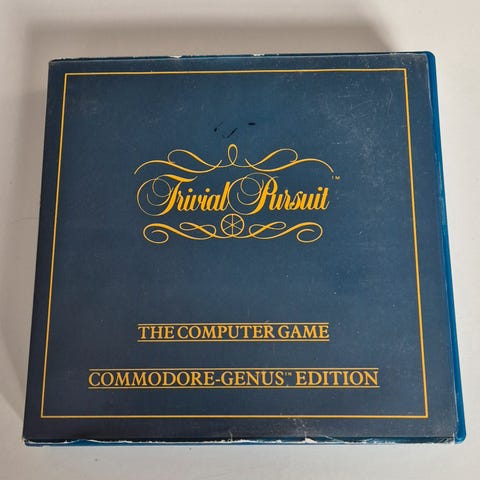 Trivial Pursuit™
THE COMPUTER GAME
COMMODORE-GENUS™ EDITION